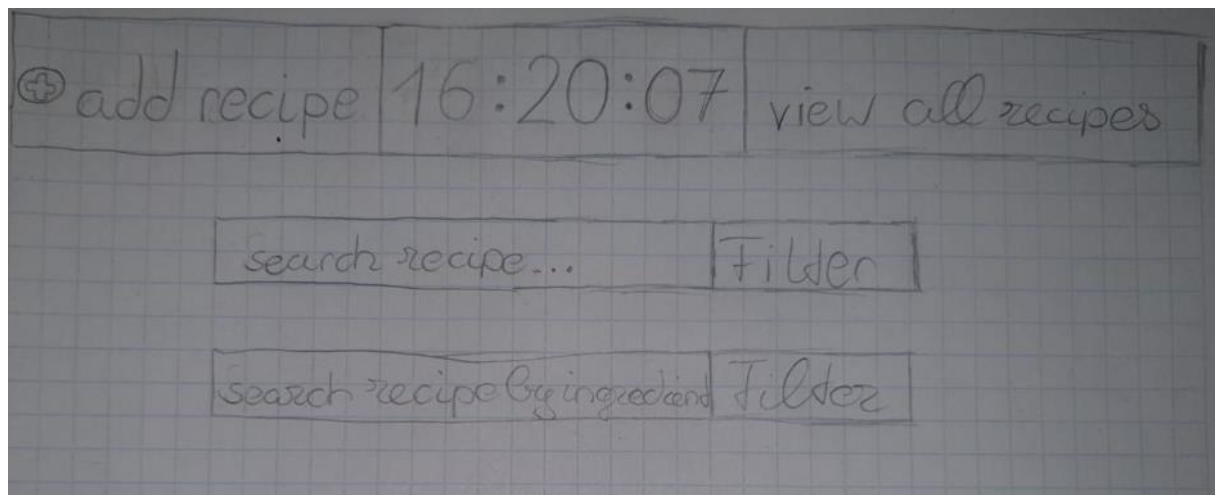 add recipe 16:20:07 view all recipes
search recipe... Filter
search recipe by ingredient Filter